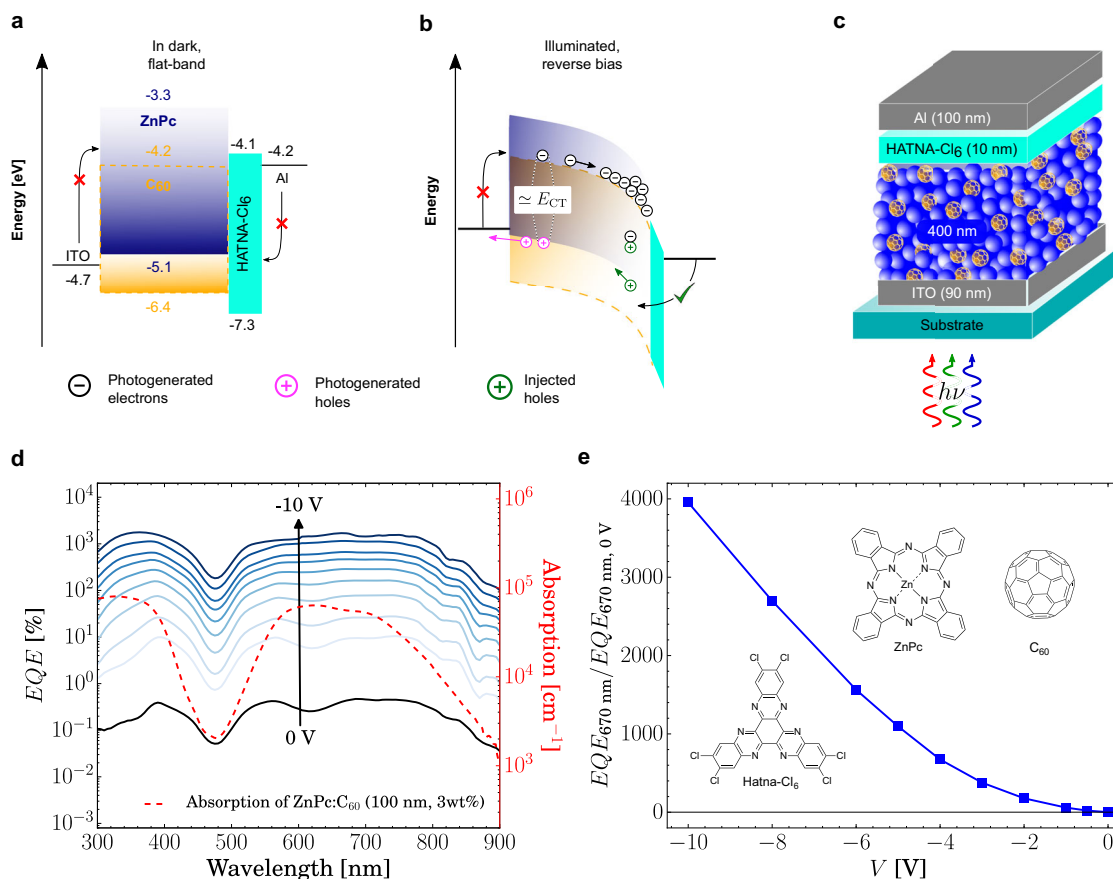 a
In dark,
flat-band
Energy [eV]
-3.3
ZnPc
-4.2
C60
-4.1
-4.2
Al
HATNA-Cl6
ITO
-4.7
-5.1
-6.4
-7.3
b
Illuminated,
reverse bias
Energy
≃ ECT
Photogenerated
electrons
Photogenerated
holes
Injected
holes
c
Al (100 nm)
HATNA-Cl6 (10 nm)
400 nm
ITO (90 nm)
Substrate
hν
d
EQE [%]
10^4
10^3
10^2
10^1
10^0
10^-1
10^-2
10^-3
-10 V
0 V
Absorption of ZnPc:C60 (100 nm, 3wt%)
300 400 500 600 700 800 900
Wavelength [nm]
10^6
10^5
10^4
10^3
Absorption [cm^-1]
e
EQE670 nm/EQE670 nm, 0 V
4000
3000
2000
1000
0
N
N
N
N
Zn
N
N
N
N
ZnPc
C60
Cl
Cl
N
N
N
N
N
N
Cl
Cl
Cl
Cl
Hatna-Cl6
-10 -8 -6 -4 -2 0
V [V]